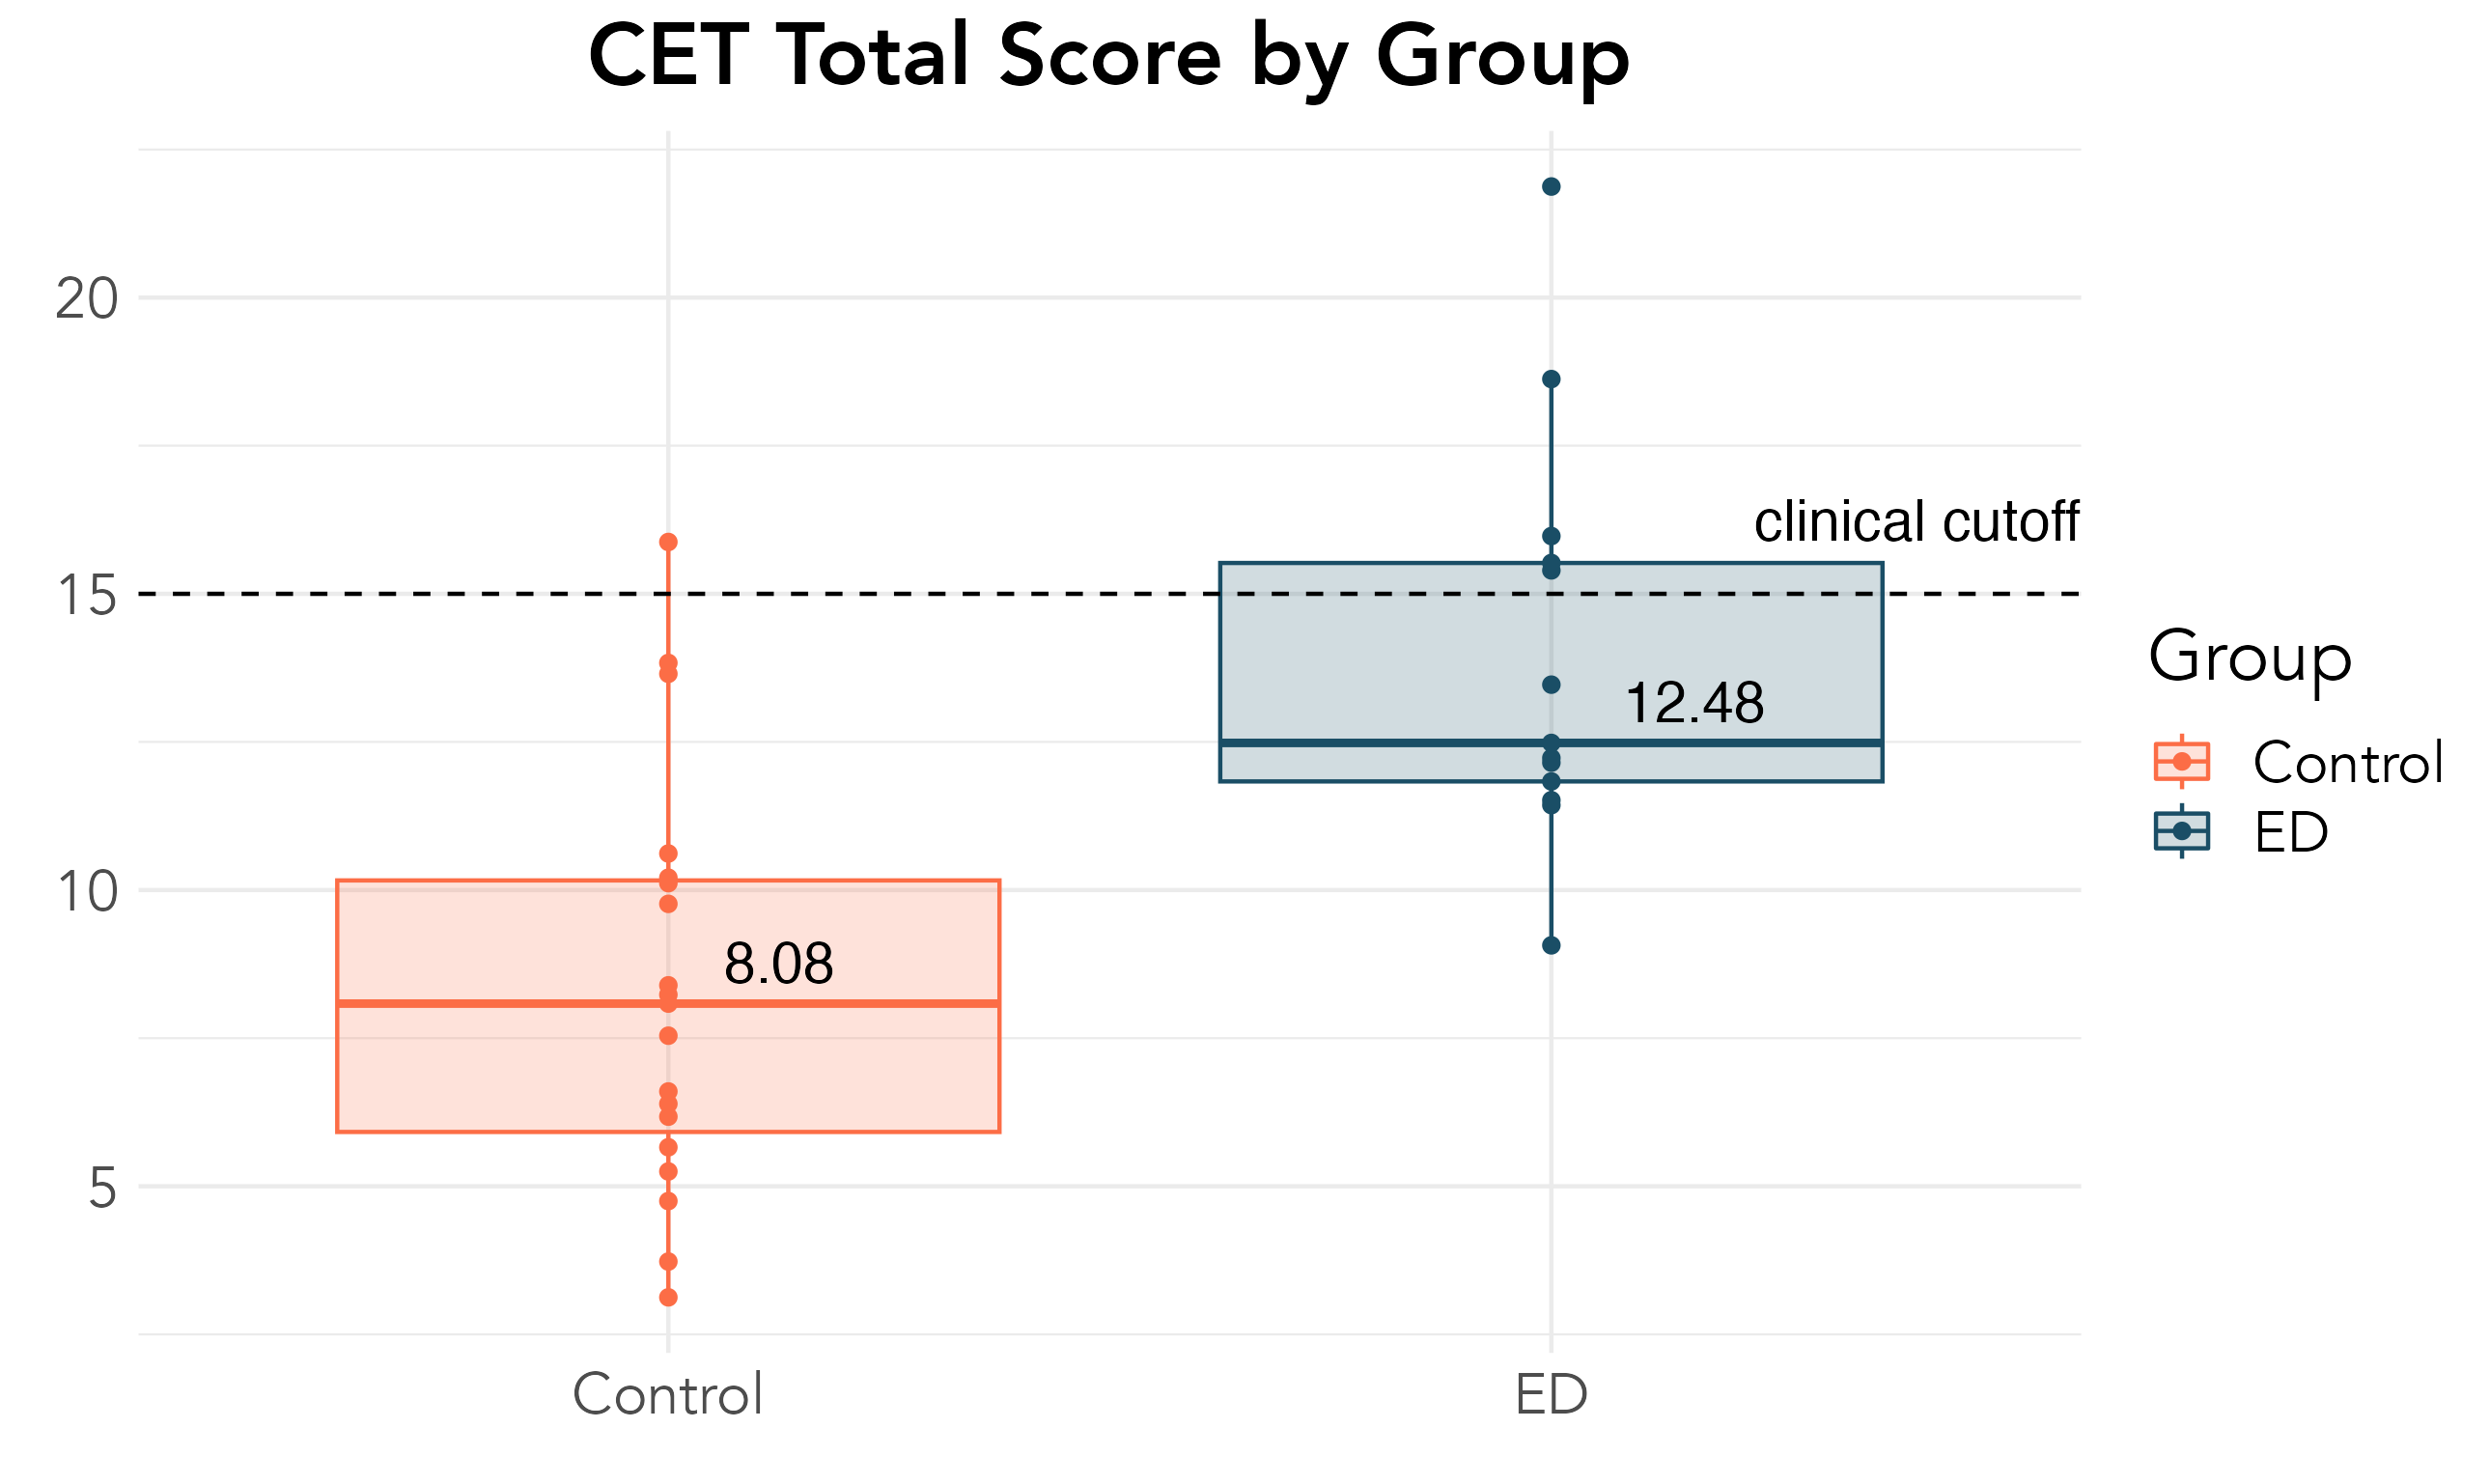 CET Total Score by Group
20
15
10
5
clinical cutoff
12.48
8.08
Control
ED
Group
Control
ED